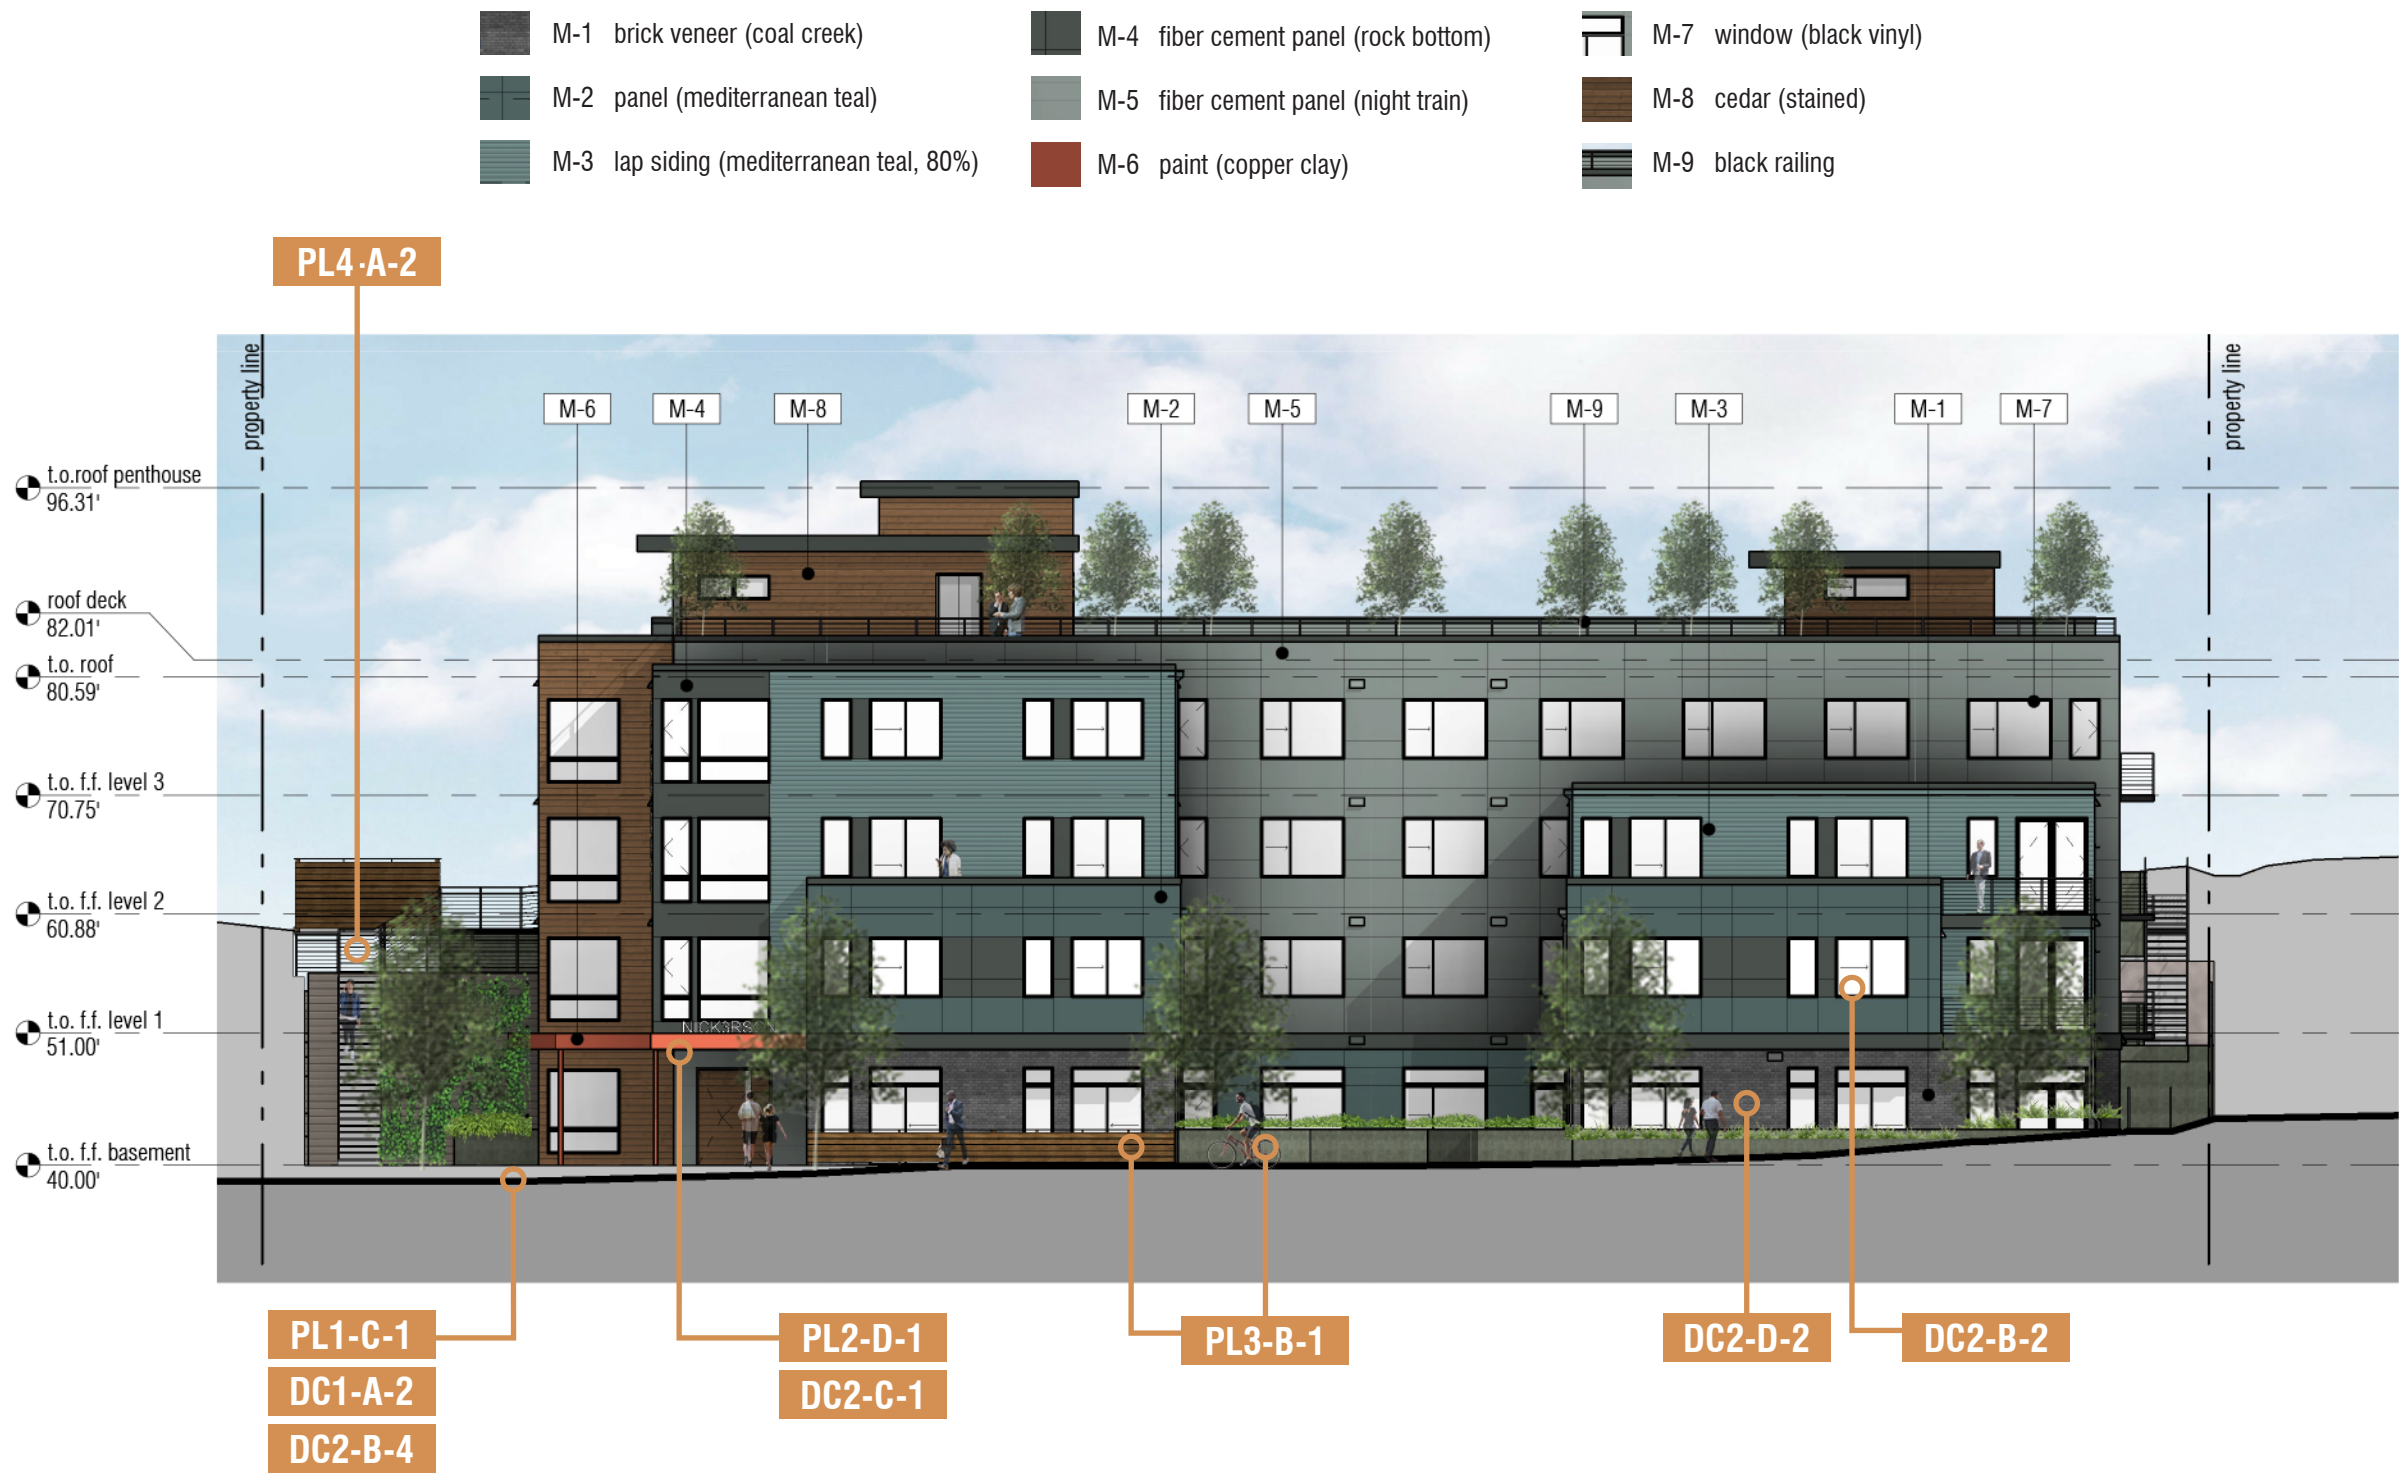 M-1 brick veneer (coal creek)
M-2 panel (mediterranean teal)
M-3 lap siding (mediterranean teal, 80%)
M-4 fiber cement panel (rock bottom)
M-5 fiber cement panel (night train)
M-6 paint (copper clay)
M-7 window (black vinyl)
M-8 cedar (stained)
M-9 black railing
PL4·A-2
property line
property line
M-6
M-4
M-8
M-2
M-5
M-9
M-3
M-1
M-7
t.o.roof penthouse
96.31'
roof deck
82.01'
t.o. roof
80.59'
t.o. f.f. level 3
70.75'
t.o. f.f. level 2
60.88'
t.o. f.f. level 1
51.00'
t.o. f.f. basement
40.00'
NICK3RSON
PL1-C-1
DC1-A-2
DC2-B-4
PL2-D-1
DC2-C-1
PL3-B-1
DC2-D-2
DC2-B-2